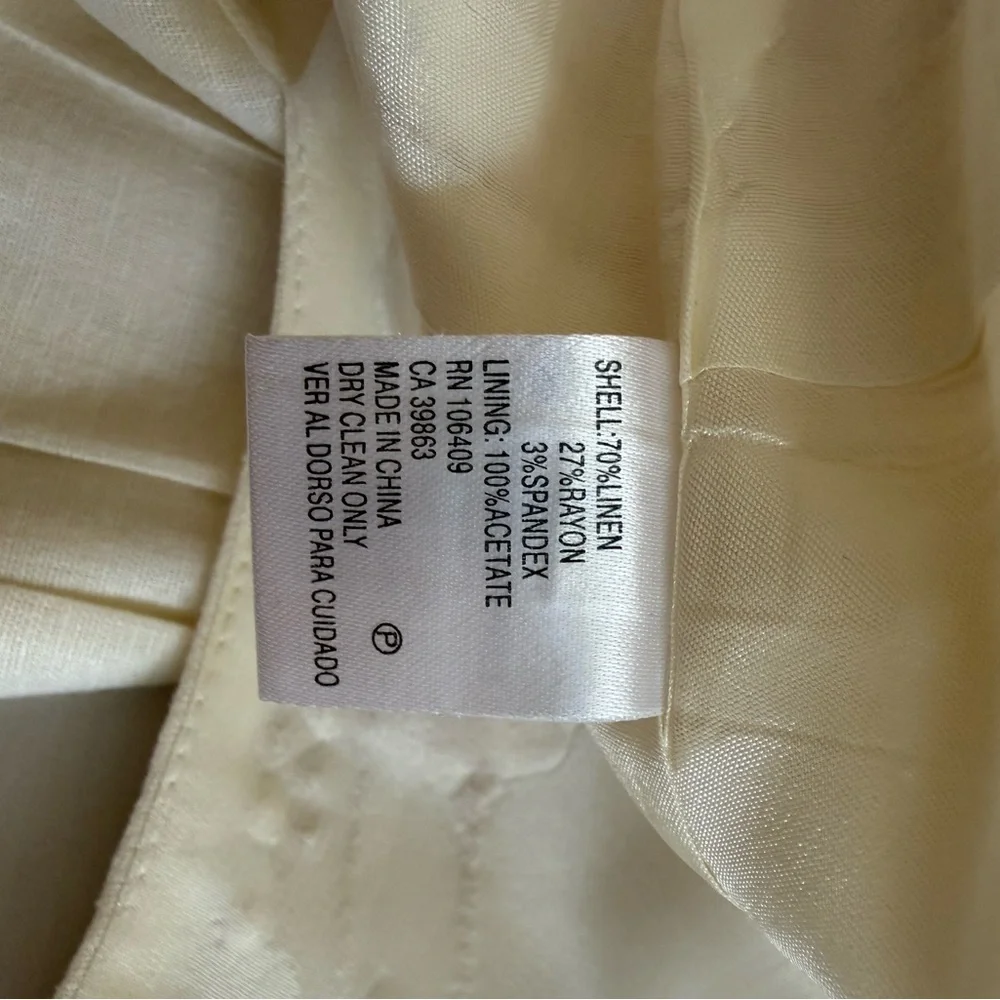 SHELL:70%LINEN
27%RAYON
3%SPANDEX
LINING: 100%ACETATE
RN 106409
CA 39863
MADE IN CHINA
DRY CLEAN ONLY Ⓟ
VER AL DORSO PARA CUIDADO